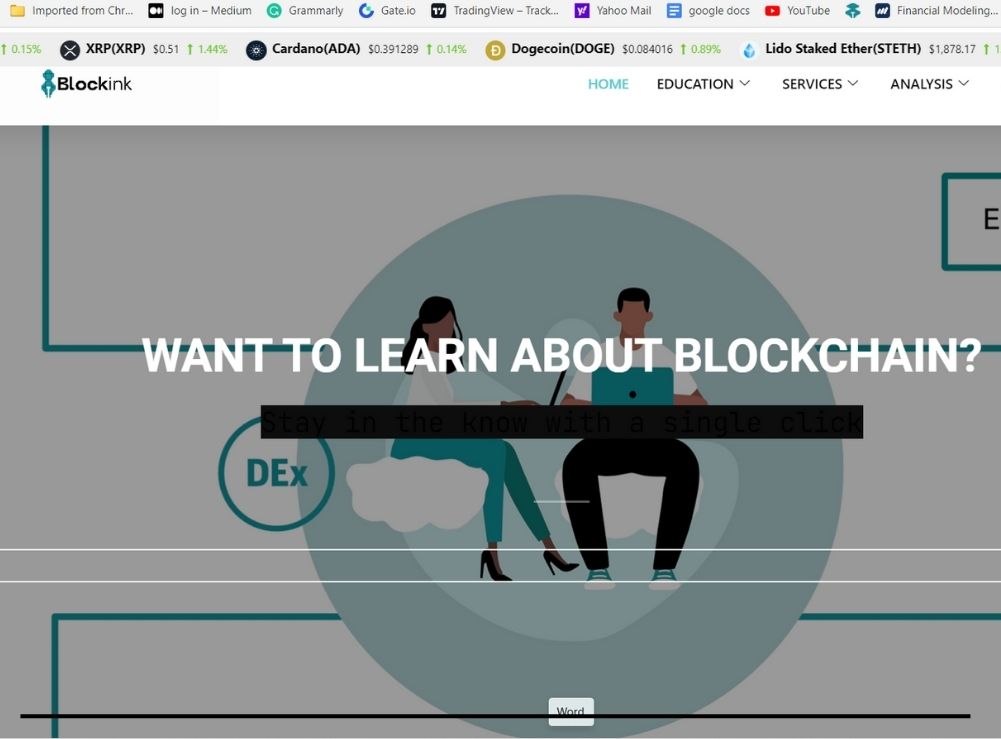 Imported from Chr... log in – Medium Grammarly Gate.io TradingView – Track... Yahoo Mail google docs YouTube Financial Modeling...
0.15% XRP(XRP) $0.51 1.44% Cardano(ADA) $0.391289 0.14% Dogecoin(DOGE) $0.084016 0.89% Lido Staked Ether(STETH) $1,878.17
Blockink HOME EDUCATION SERVICES ANALYSIS
E
WANT TO LEARN ABOUT BLOCKCHAIN?
Stay in the know with a single click
DEx
Word